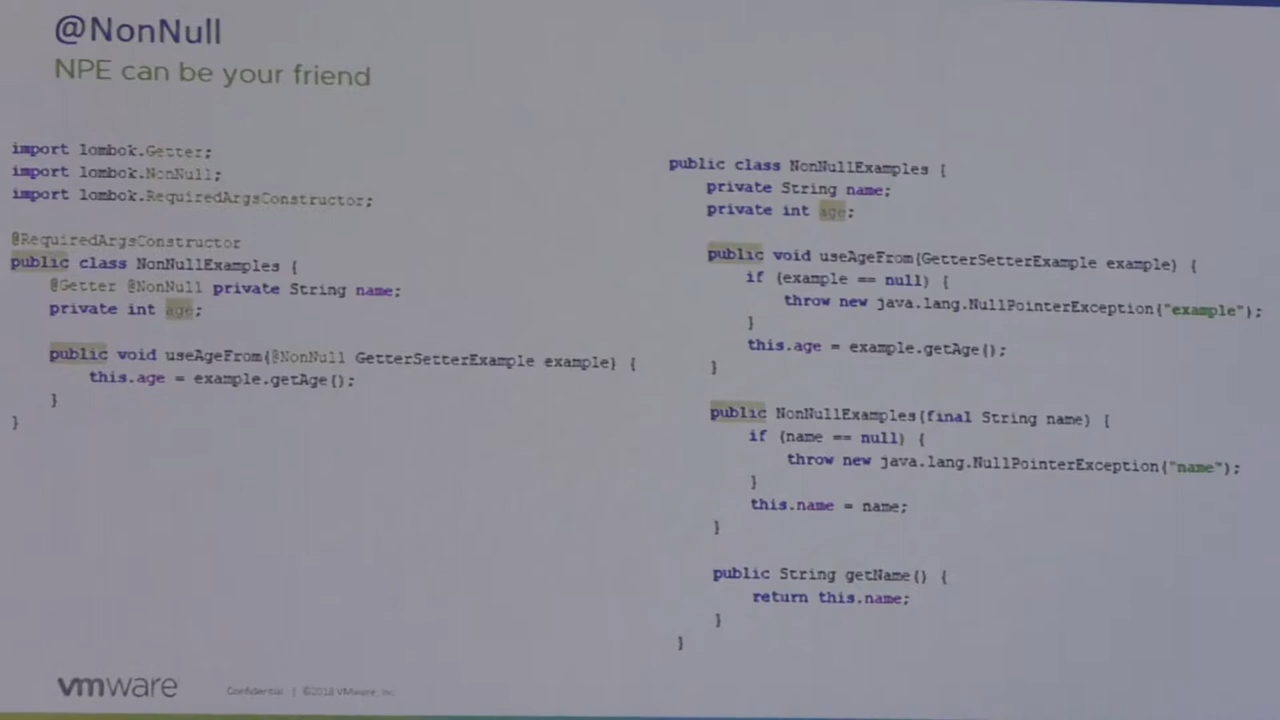 @NonNull
NPE can be your friend
import lombok.Getter;
import lombok.NonNull;
import lombok.RequiredArgsConstructor;
@RequiredArgsConstructor
public class NonNullExamples {
@Getter @NonNull private String name;
private int age;
public void useAgeFrom(@NonNull GetterSetterExample example) {
this.age = example.getAge();
}
}
public class NonNullExamples {
private String name;
private int age;
public void useAgeFrom(GetterSetterExample example) {
if (example == null) {
throw new java.lang.NullPointerException("example");
}
this.age = example.getAge();
}
public NonNullExamples(final String name) {
if (name == null) {
throw new java.lang.NullPointerException("name");
}
this.name = name;
}
public String getName() {
return this.name;
}
}
vmware
Confidential | ©2018 VMware, Inc.